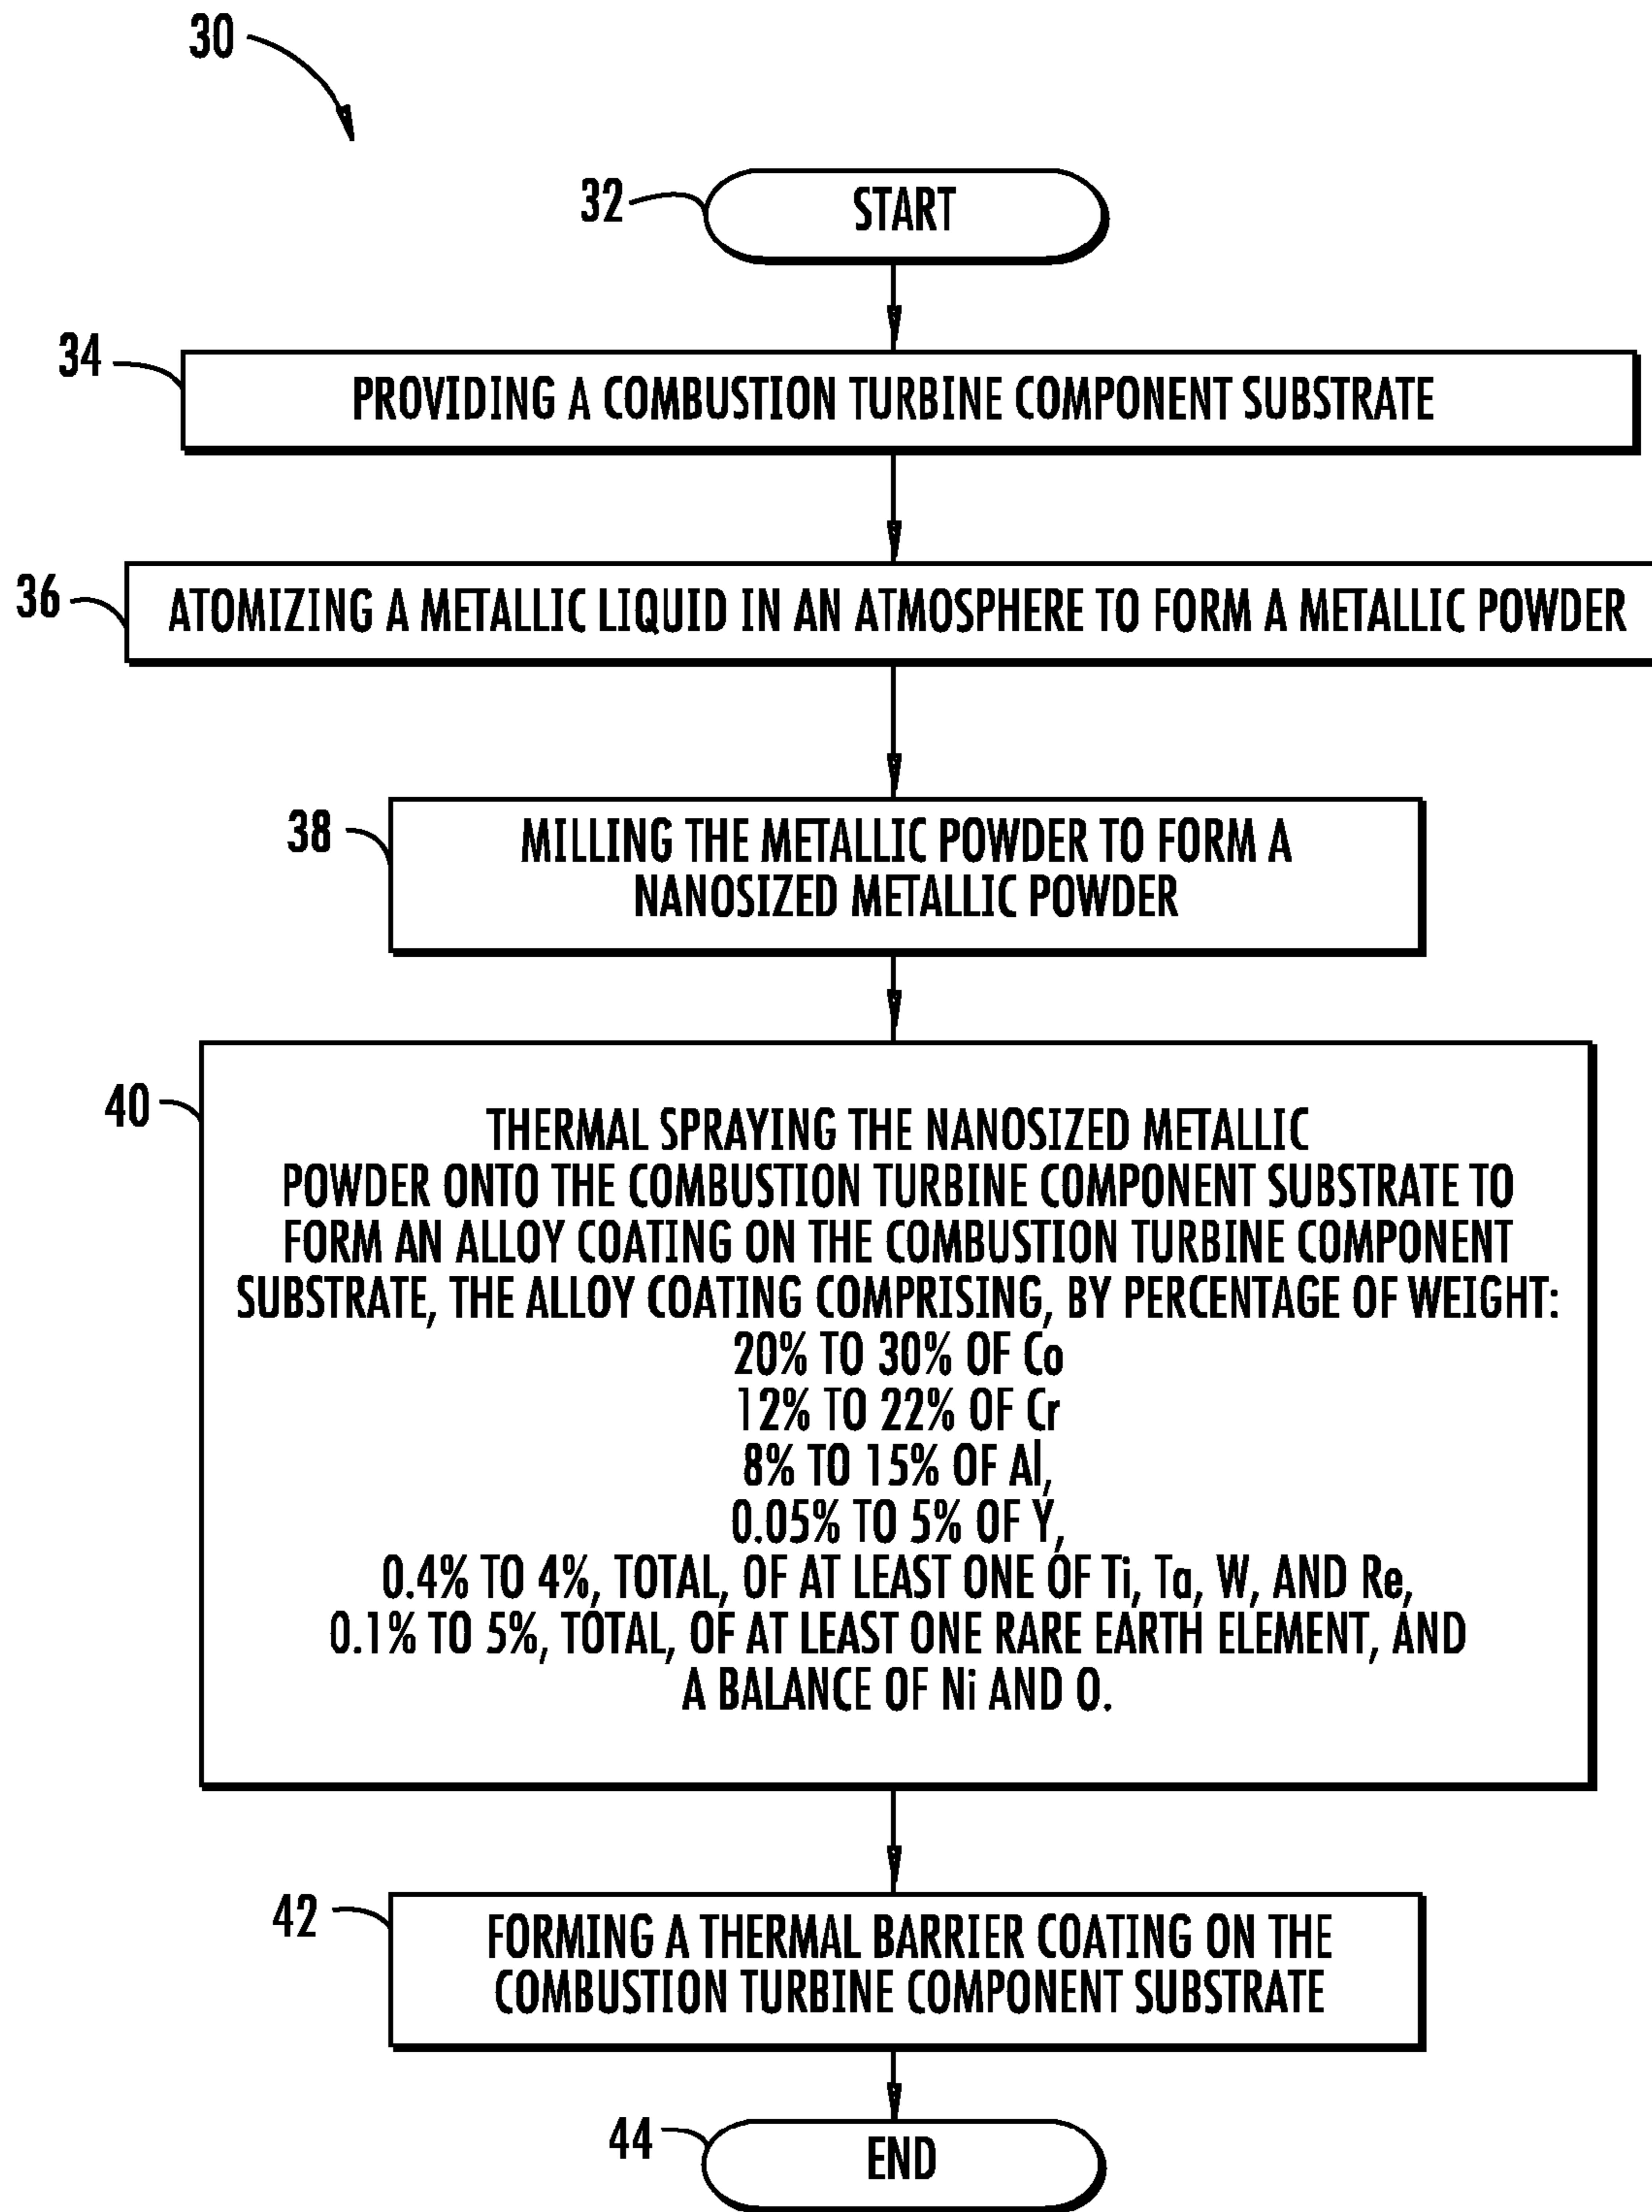 30
32
START
34
PROVIDING A COMBUSTION TURBINE COMPONENT SUBSTRATE
36
ATOMIZING A METALLIC LIQUID IN AN ATMOSPHERE TO FORM A METALLIC POWDER
38
MILLING THE METALLIC POWDER TO FORM A
NANOSIZED METALLIC POWDER
40
THERMAL SPRAYING THE NANOSIZED METALLIC
POWDER ONTO THE COMBUSTION TURBINE COMPONENT SUBSTRATE TO
FORM AN ALLOY COATING ON THE COMBUSTION TURBINE COMPONENT
SUBSTRATE, THE ALLOY COATING COMPRISING, BY PERCENTAGE OF WEIGHT:
20% TO 30% OF Co
12% TO 22% OF Cr
8% TO 15% OF Al,
0.05% TO 5% OF Y,
0.4% TO 4%, TOTAL, OF AT LEAST ONE OF Ti, Ta, W, AND Re,
0.1% TO 5%, TOTAL, OF AT LEAST ONE RARE EARTH ELEMENT, AND
A BALANCE OF Ni AND O.
42
FORMING A THERMAL BARRIER COATING ON THE
COMBUSTION TURBINE COMPONENT SUBSTRATE
44
END